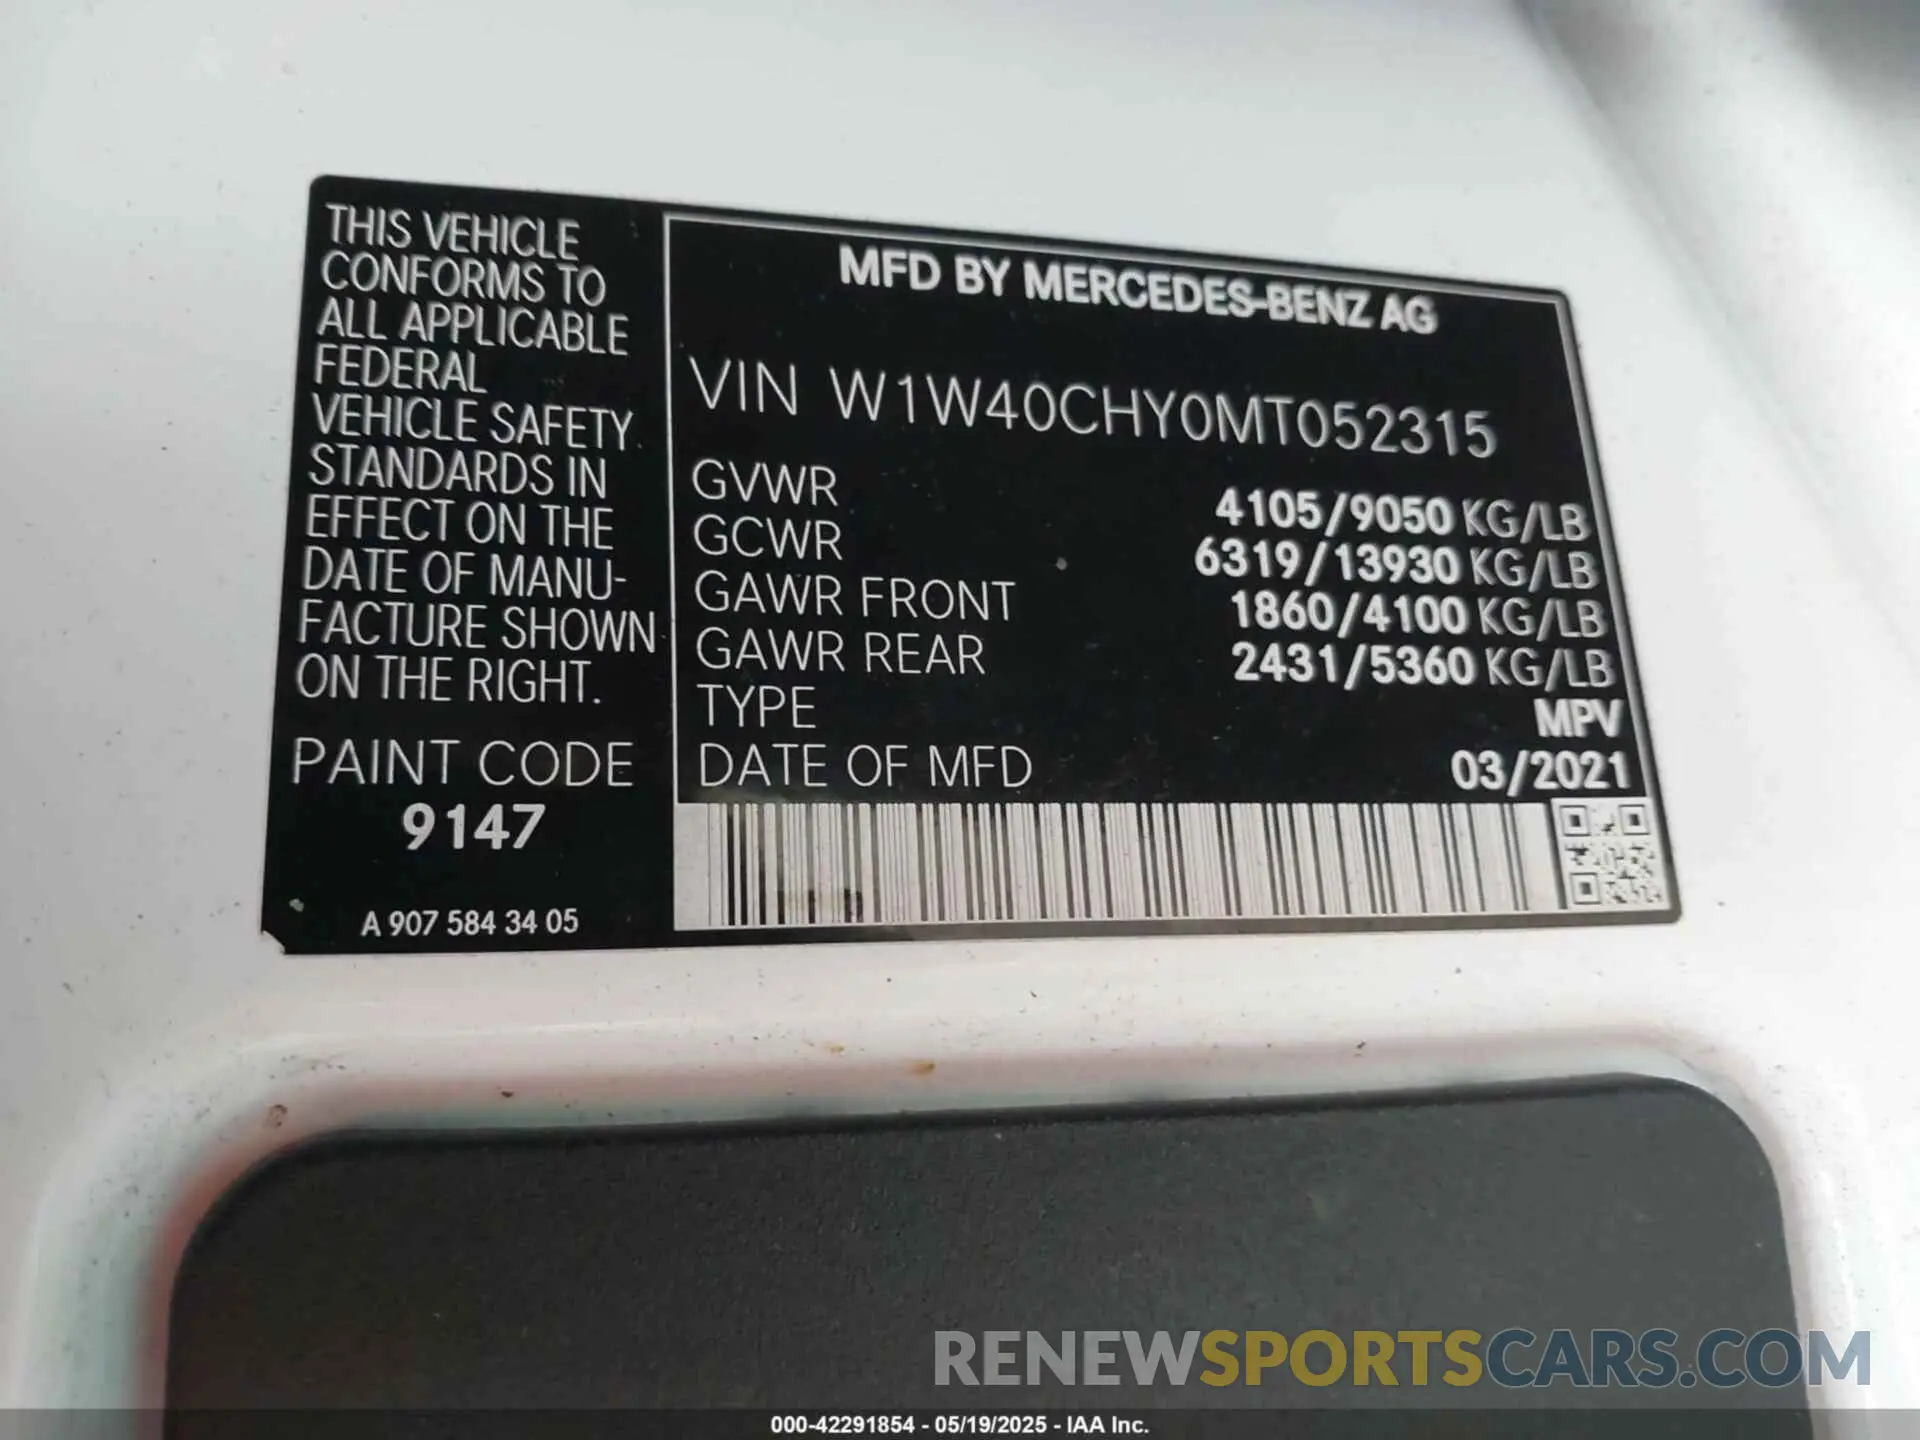 THIS VEHICLE
CONFORMS TO
ALL APPLICABLE
FEDERAL
VEHICLE SAFETY
STANDARDS IN
EFFECT ON THE
DATE OF MANU-
FACTURE SHOWN
ON THE RIGHT.
PAINT CODE
9147
A 907 584 34 05
MFD BY MERCEDES-BENZ AG
VIN W1W40CHY0MT052315
GVWR 4105/9050 KG/LB
GCWR 6319/13930 KG/LB
GAWR FRONT 1860/4100 KG/LB
GAWR REAR 2431/5360 KG/LB
TYPE MPV
DATE OF MFD 03/2021
RENEWSPORTSCARS.COM
000-42291854 - 05/19/2025 - IAA Inc.